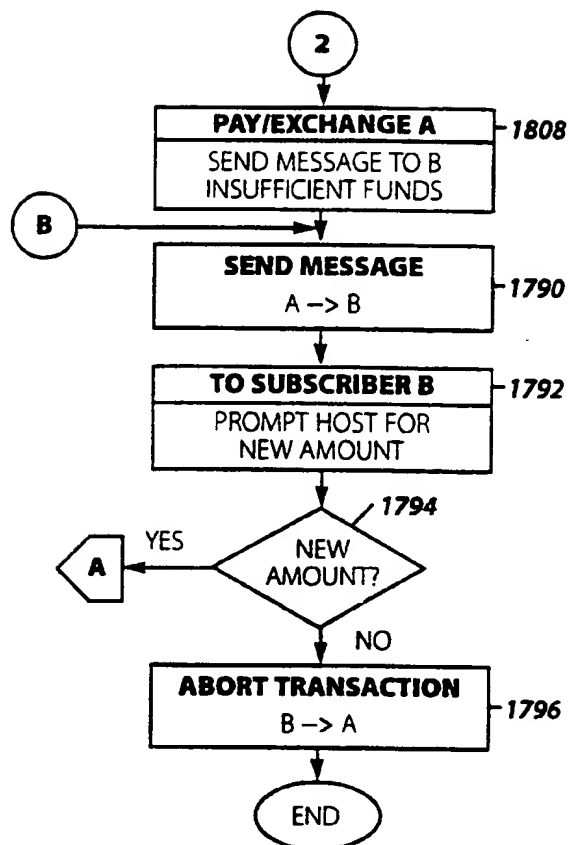 2
PAY/EXCHANGE A
1808
SEND MESSAGE TO B
INSUFFICIENT FUNDS
B
SEND MESSAGE
1790
A -> B
TO SUBSCRIBER B
1792
PROMPT HOST FOR
NEW AMOUNT
1794
YES
A
NEW
AMOUNT?
NO
ABORT TRANSACTION
1796
B -> A
END